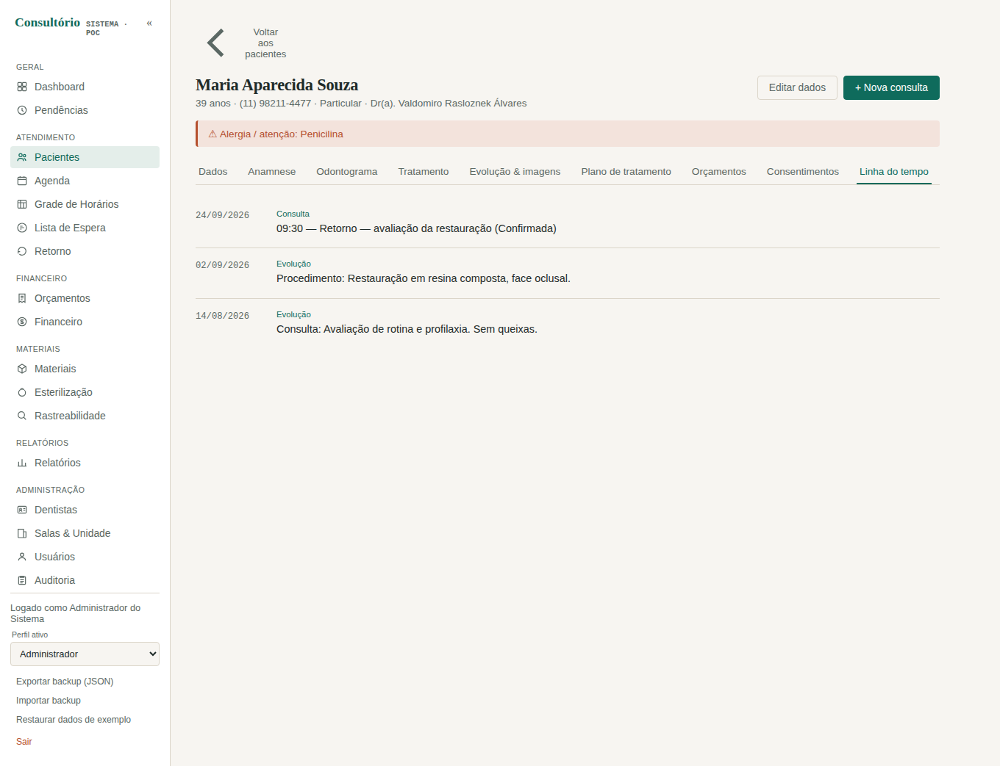 Consultório SISTEMA · POC «
GERAL
Dashboard
Pendências
ATENDIMENTO
Pacientes
Agenda
Grade de Horários
Lista de Espera
Retorno
FINANCEIRO
Orçamentos
Financeiro
MATERIAIS
Materiais
Esterilização
Rastreabilidade
RELATÓRIOS
Relatórios
ADMINISTRAÇÃO
Dentistas
Salas & Unidade
Usuários
Auditoria
Logado como Administrador do
Sistema
Perfil ativo
Administrador
Exportar backup (JSON)
Importar backup
Restaurar dados de exemplo
Sair
Voltar
aos
pacientes
Maria Aparecida Souza
39 anos · (11) 98211-4477 · Particular · Dr(a). Valdomiro Rasloznek Álvares
Editar dados
+ Nova consulta
⚠ Alergia / atenção: Penicilina
Dados Anamnese Odontograma Tratamento Evolução & imagens Plano de tratamento Orçamentos Consentimentos Linha do tempo
24/09/2026
Consulta
09:30 — Retorno — avaliação da restauração (Confirmada)
02/09/2026
Evolução
Procedimento: Restauração em resina composta, face oclusal.
14/08/2026
Evolução
Consulta: Avaliação de rotina e profilaxia. Sem queixas.